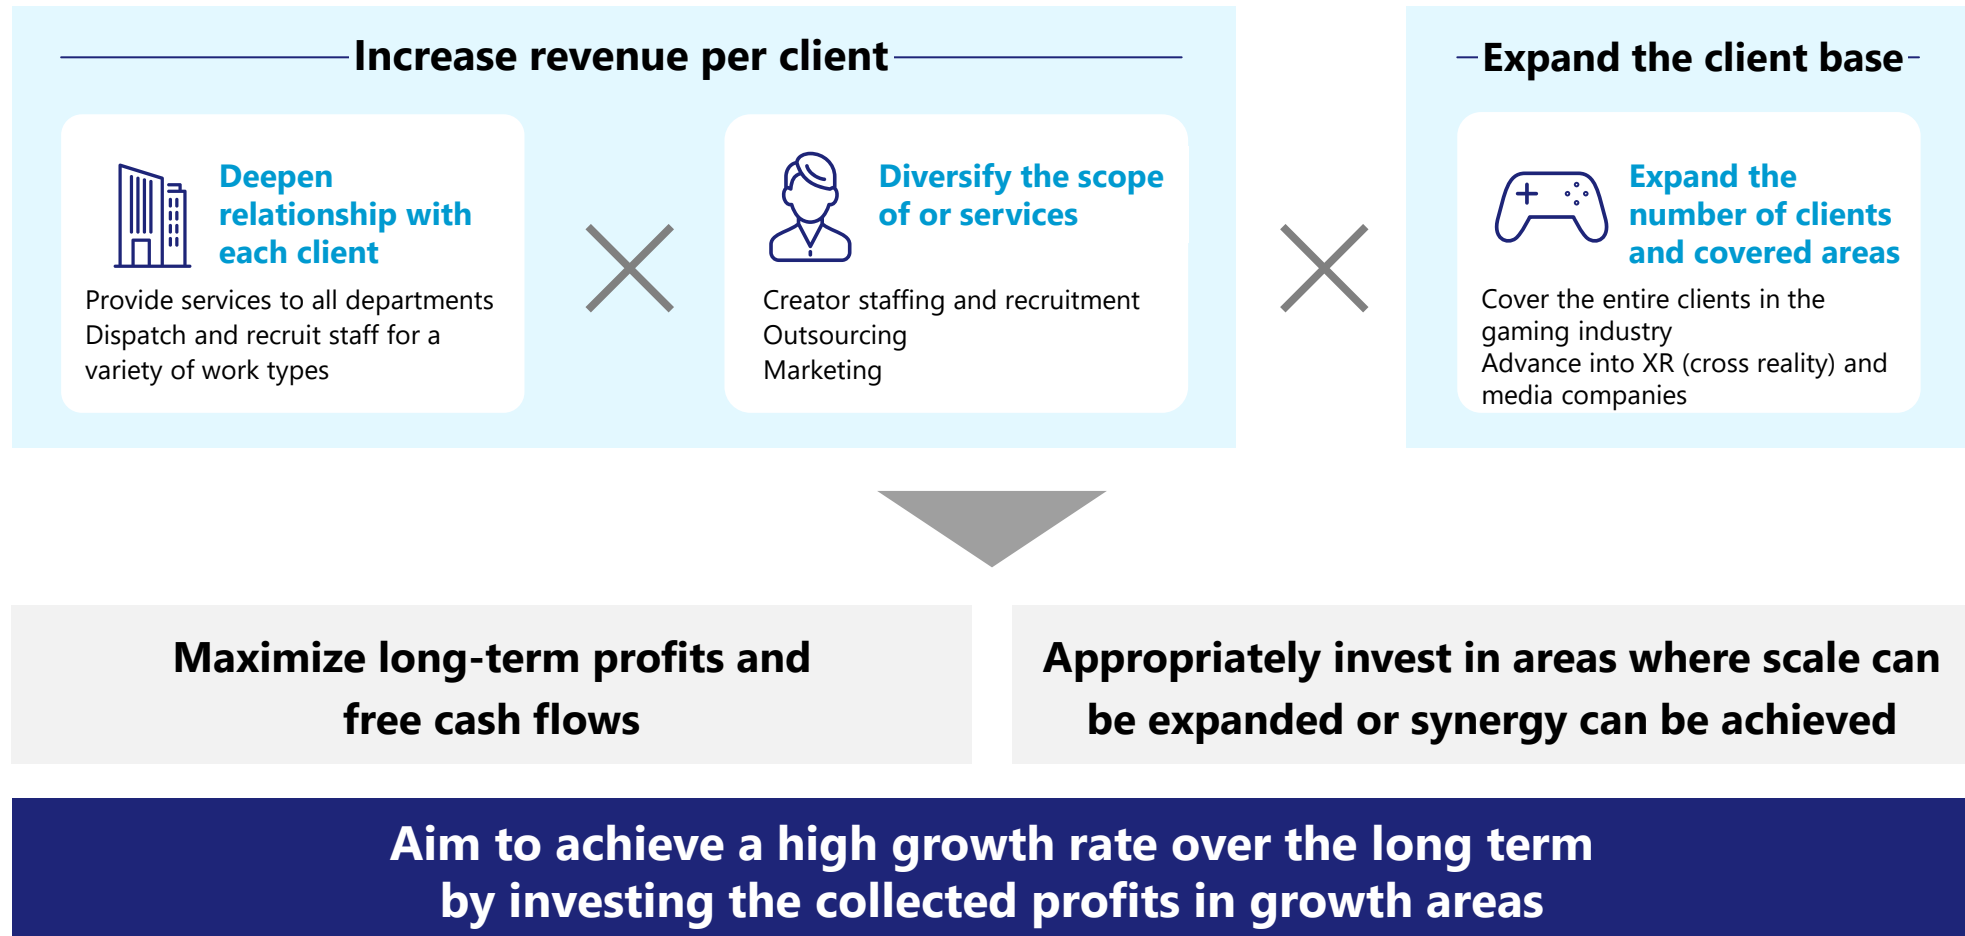 Increase revenue per client
Deepen
relationship with
each client
Provide services to all departments
Dispatch and recruit staff for a
variety of work types
Diversify the scope
of or services
Creator staffing and recruitment
Outsourcing
Marketing
Expand the client base
Expand the
number of clients
and covered areas
Cover the entire clients in the
gaming industry
Advance into XR (cross reality) and
media companies
Maximize long-term profits and
free cash flows
Appropriately invest in areas where scale can
be expanded or synergy can be achieved
Aim to achieve a high growth rate over the long term
by investing the collected profits in growth areas